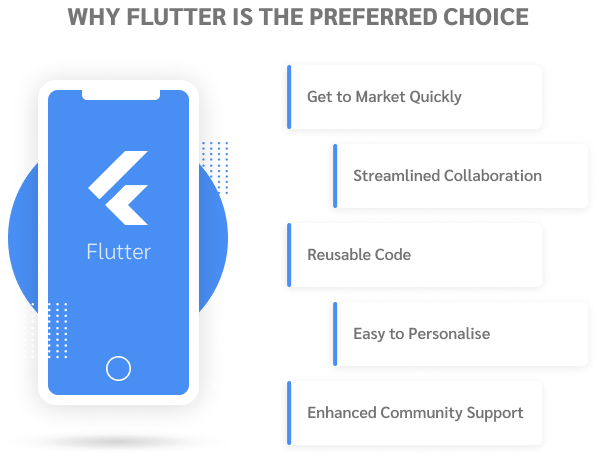 WHY FLUTTER IS THE PREFERRED CHOICE
Flutter
Get to Market Quickly
Streamlined Collaboration
Reusable Code
Easy to Personalise
Enhanced Community Support